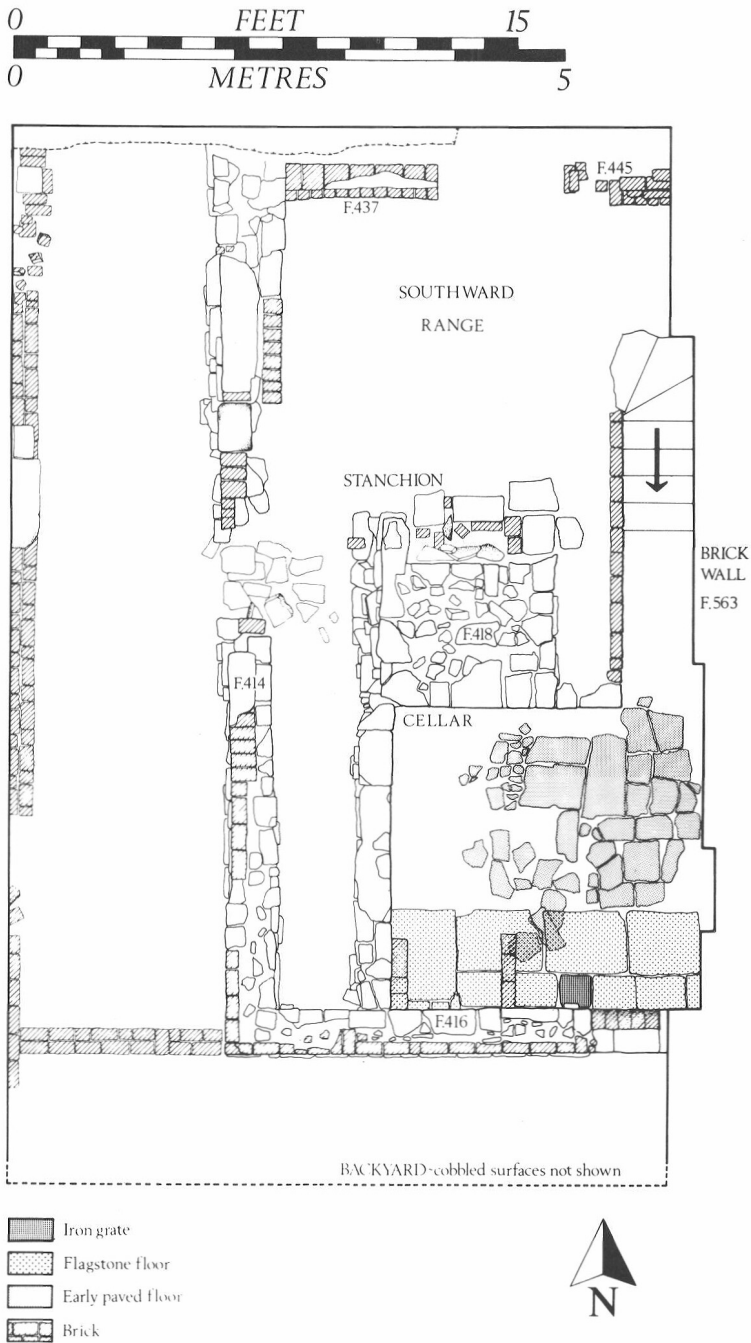 0 FEET 15
0 METRES 5
F.445
F.437
SOUTHWARD
RANGE
STANCHION
BRICK
WALL
F.563
F.418
F.414
CELLAR
F.416
BACKYARD-cobbled surfaces not shown
Iron grate
Flagstone floor
Early paved floor
Brick
N